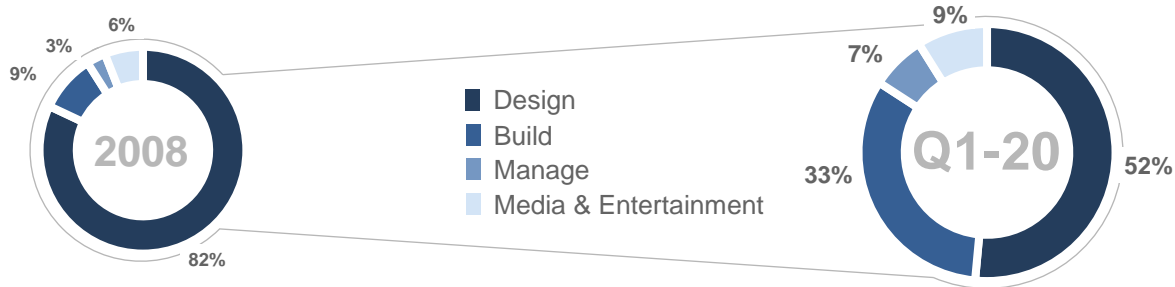 6%
3%
9%
2008
82%
Design
Build
Manage
Media & Entertainment
9%
7%
33%
Q1-20
52%